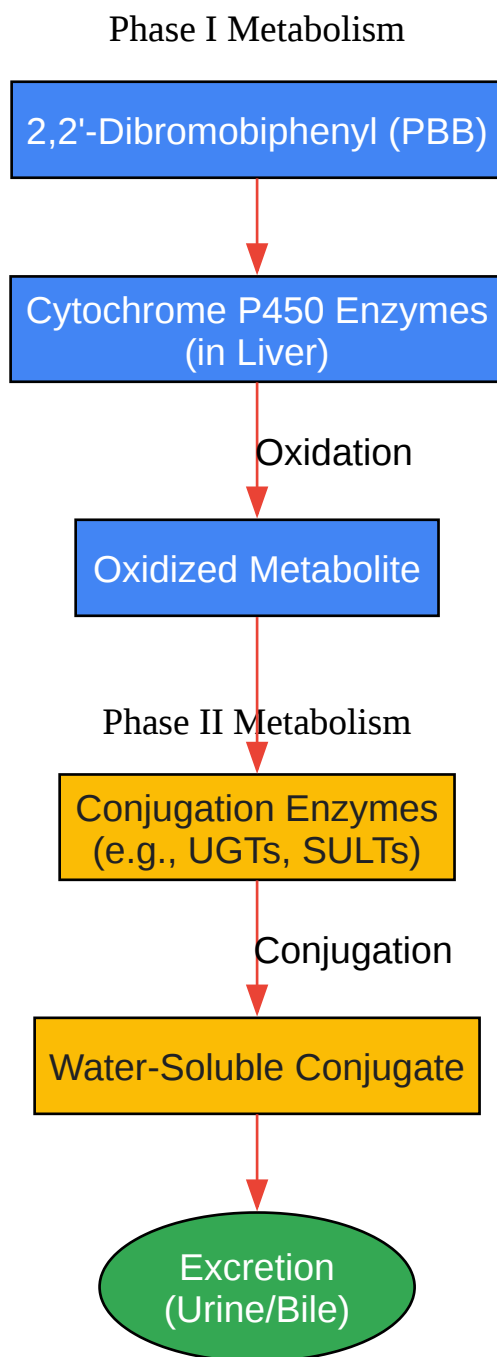 Phase I Metabolism
2,2'-Dibromobiphenyl (PBB)
Cytochrome P450 Enzymes
(in Liver)
Oxidation
Oxidized Metabolite
Phase II Metabolism
Conjugation Enzymes
(e.g., UGTs, SULTs)
Conjugation
Water-Soluble Conjugate
Excretion
(Urine/Bile)